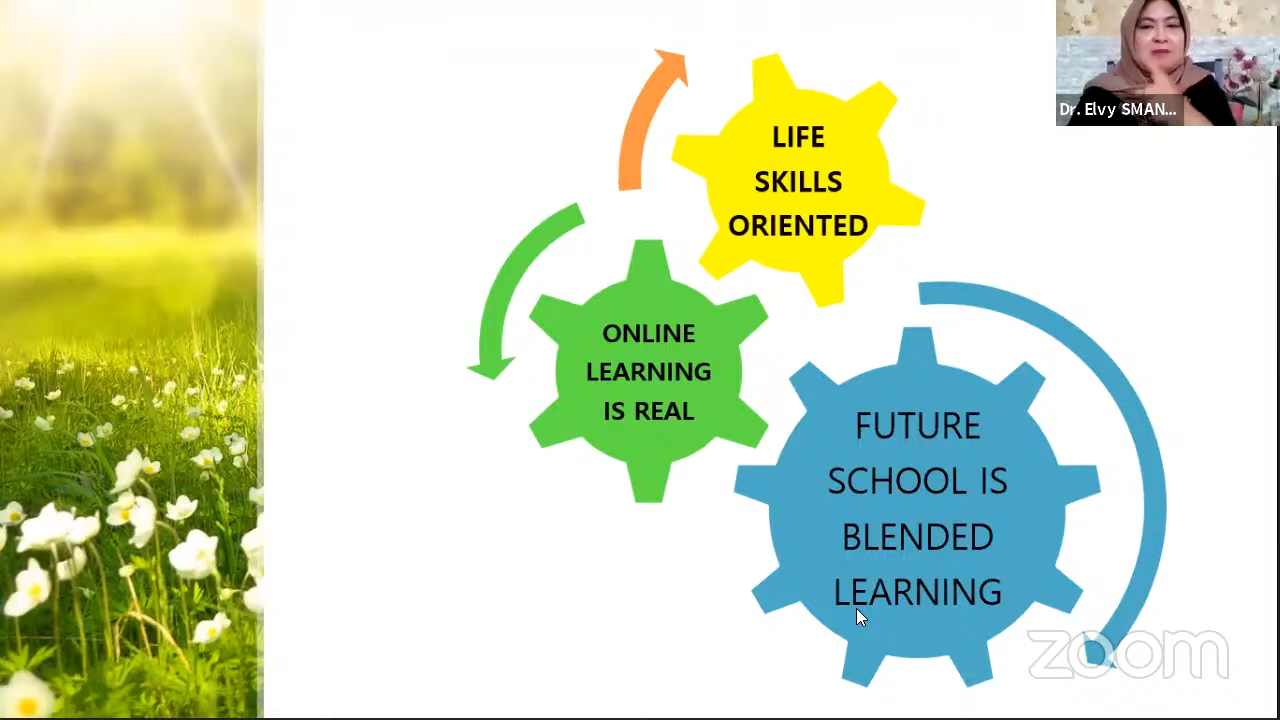 Dr. Elvy SMAN...
LIFE
SKILLS
ORIENTED
ONLINE
LEARNING
IS REAL
FUTURE
SCHOOL IS
BLENDED
LEARNING
zoom